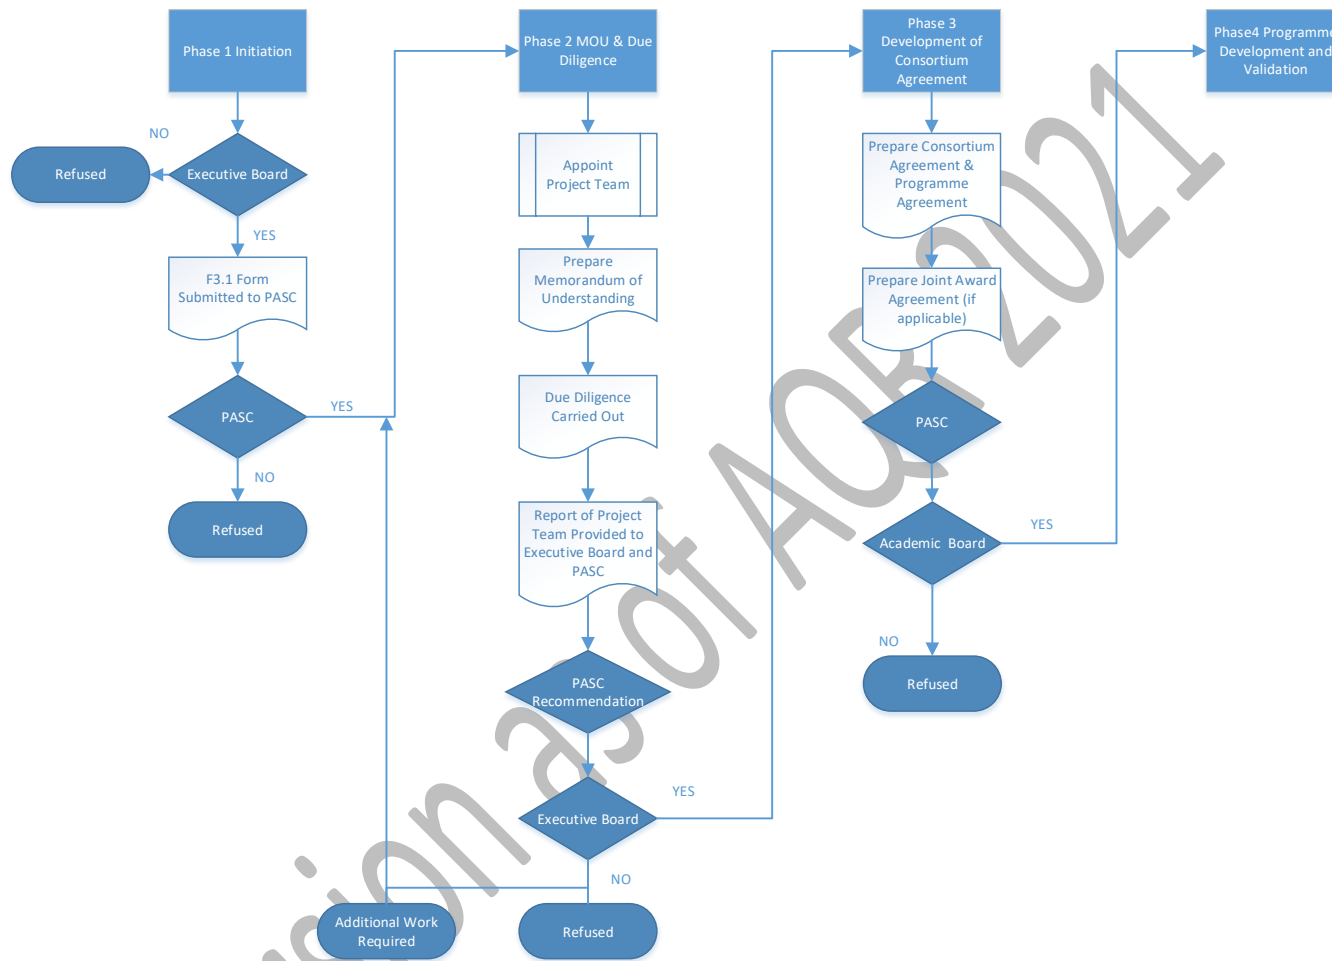 Phase 1 Initiation
NO
Refused
Executive Board
YES
F3.1 Form
Submitted to PASC
PASC
YES
NO
Refused
Phase 2 MOU & Due
Diligence
Appoint
Project Team
Prepare
Memorandum of
Understanding
Due Diligence
Carried Out
Report of Project
Team Provided to
Executive Board and
PASC
PASC
Recommendation
Executive Board
YES
NO
Additional Work
Required
Refused
Phase 3
Development of
Consortium
Agreement
Prepare Consortium
Agreement &
Programme
Agreement
Prepare Joint Award
Agreement (if
applicable)
PASC
Academic Board
YES
NO
Refused
Phase4 Programme
Development and
Validation
as of AQR 2021